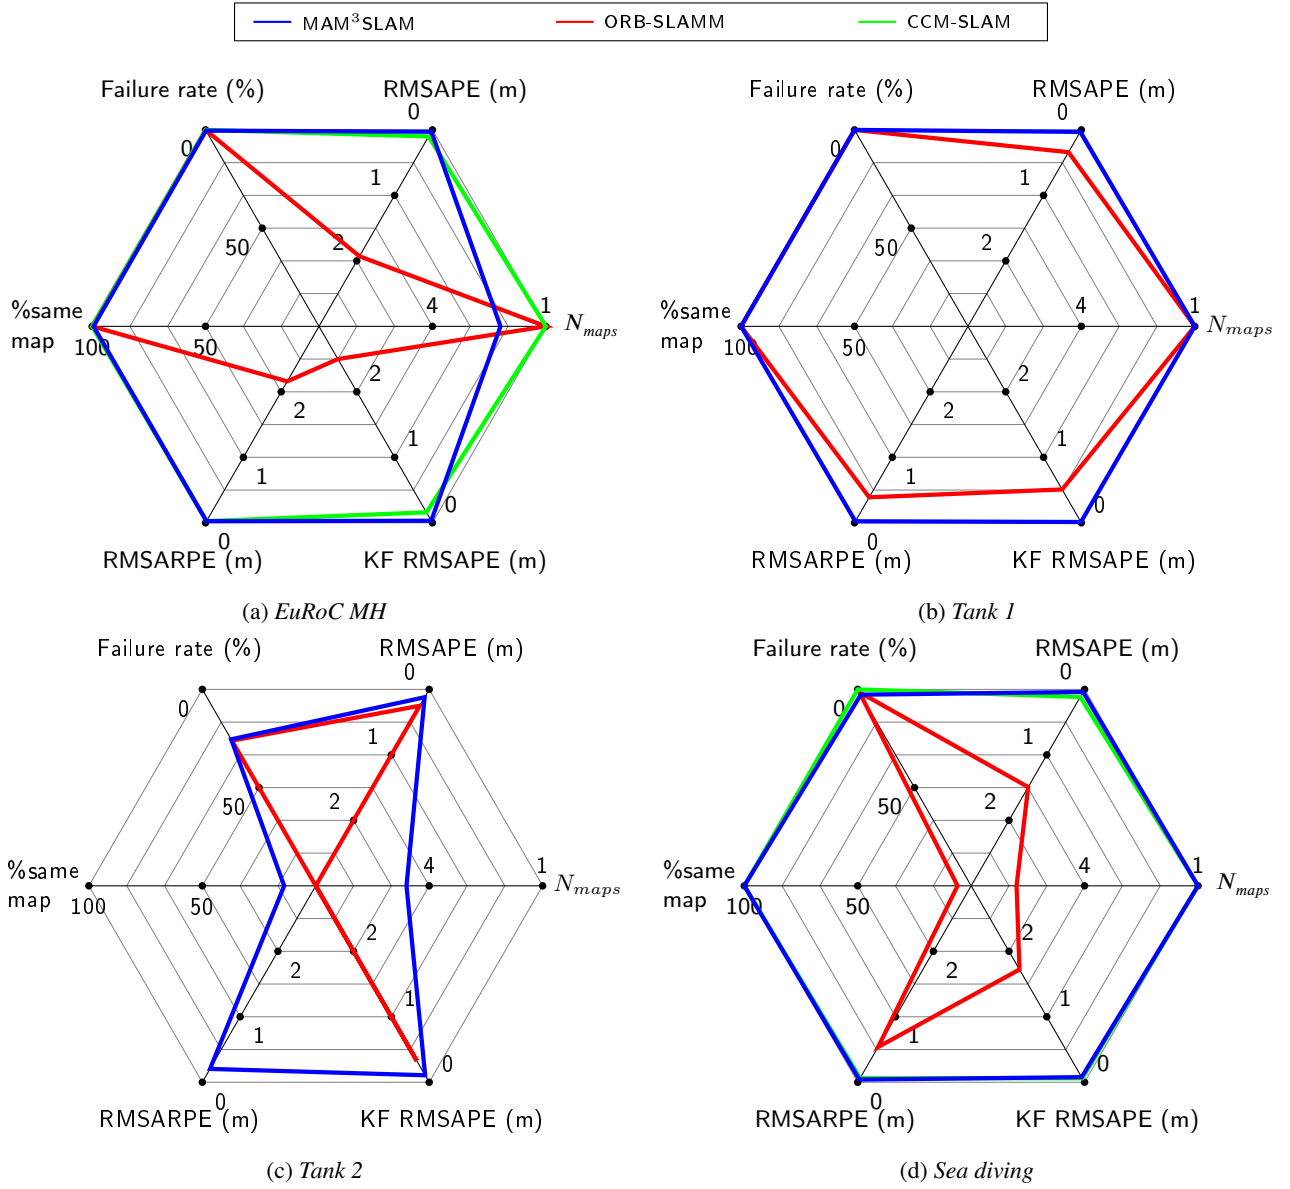 MAM³SLAM ORB-SLAMM CCM-SLAM
Failure rate (%) RMSAPE (m)
0
0
1
50 2
%same map 100 50 4 1 N_maps
2
2
1 1
0
0
RMSARPE (m) KF RMSAPE (m)
(a) EuRoC MH
Failure rate (%) RMSAPE (m)
0
0
1
50 2
%same map 100 50 4 1 N_maps
2
2
1 1
0
0
RMSARPE (m) KF RMSAPE (m)
(b) Tank 1
Failure rate (%) RMSAPE (m)
0
0
1
50 2
%same map 100 50 4 1 N_maps
2
2
1 1
0
0
RMSARPE (m) KF RMSAPE (m)
(c) Tank 2
Failure rate (%) RMSAPE (m)
0
0
1
50 2
%same map 100 50 4 1 N_maps
2
2
1 1
0
0
RMSARPE (m) KF RMSAPE (m)
(d) Sea diving